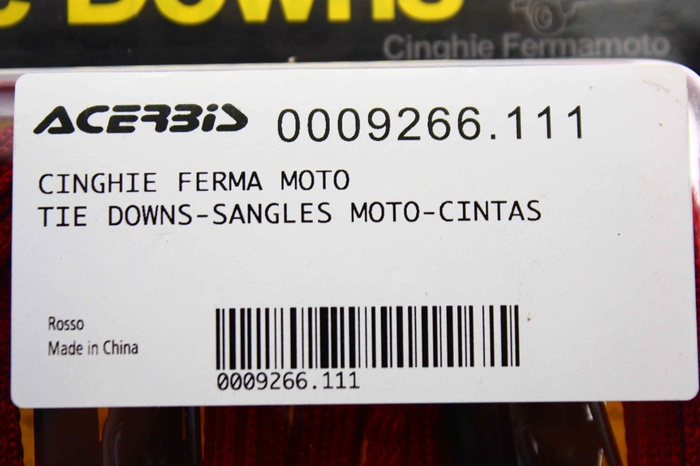 Downs
Cinghie Fermamoto
ACERBIS 0009266.111
CINGHIE FERMA MOTO
TIE DOWNS-SANGLES MOTO-CINTAS
Rosso
Made in China
0009266.111